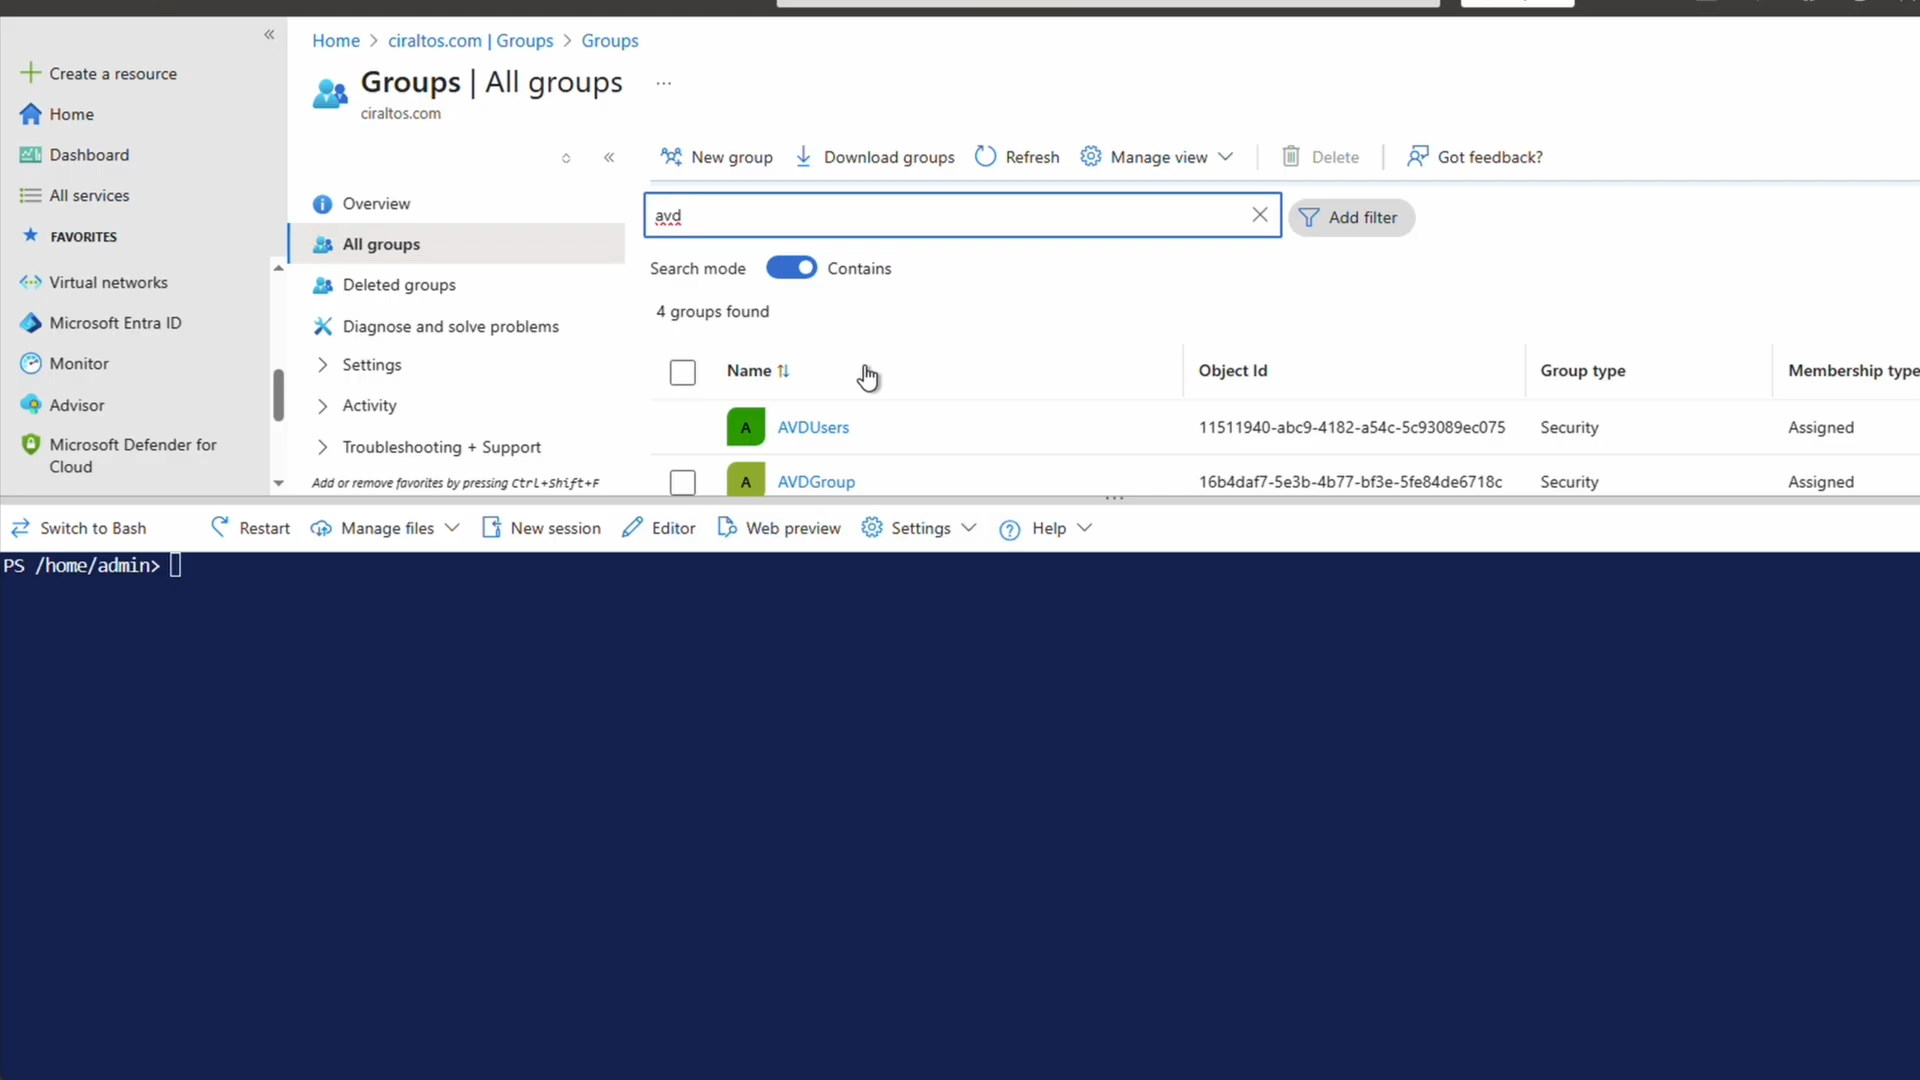 Home > ciraltos.com | Groups > Groups
Create a resource
Home
Dashboard
All services
FAVORITES
Virtual networks
Microsoft Entra ID
Monitor
Advisor
Microsoft Defender for
Cloud
Groups | All groups ...
ciraltos.com
Overview
All groups
Deleted groups
Diagnose and solve problems
Settings
Activity
Troubleshooting + Support
Add or remove favorites by pressing Ctrl+Shift+F
New group Download groups Refresh Manage view Delete Got feedback?
avd Add filter
Search mode Contains
4 groups found
Name Object Id Group type Membership type
A AVDUsers 11511940-abc9-4182-a54c-5c93089ec075 Security Assigned
A AVDGroup 16b4daf7-5e3b-4b77-bf3e-5fe84de6718c Security Assigned
Switch to Bash Restart Manage files New session Editor Web preview Settings Help
PS /home/admin>